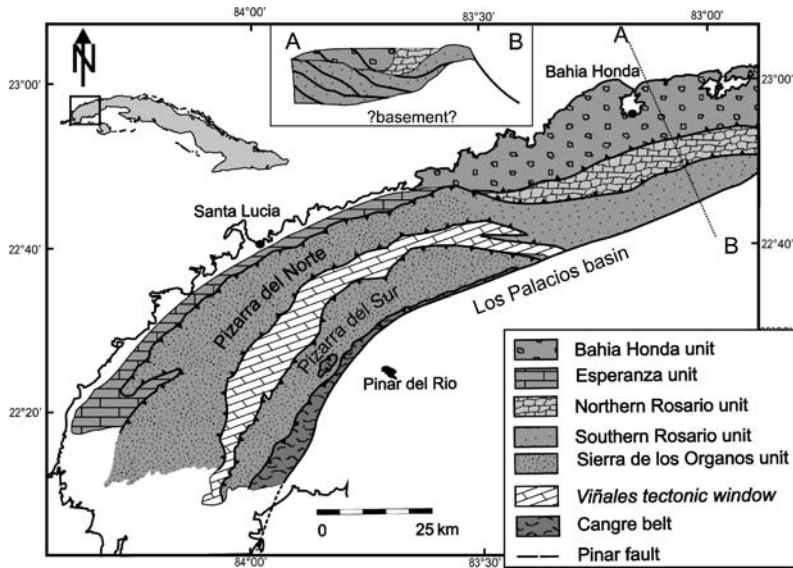 84°00'
83°30'
83°00'
N
A
B
?basement?
A
Bahia Honda
23°00'
23°00'
Santa Lucia
22°40'
22°40'
B
Los Palacios basin
Pizarra del Norte
Pizarra del Sur
Pinar del Rio
22°20'
Bahia Honda unit
Esperanza unit
Northern Rosario unit
Southern Rosario unit
Sierra de los Organos unit
Viñales tectonic window
Cangre belt
Pinar fault
0
25 km
84°00'
83°30'